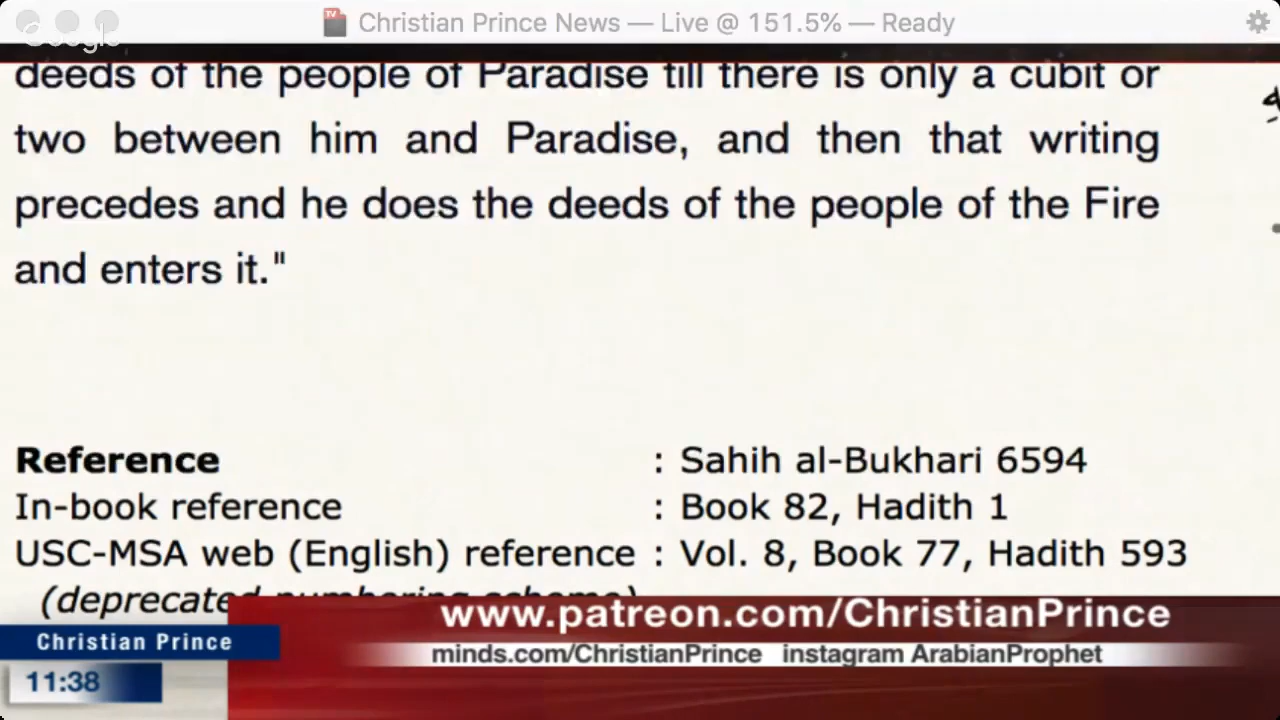 Christian Prince News — Live @ 151.5% — Ready
Google
deeds of the people of Paradise till there is only a cubit or
two between him and Paradise, and then that writing
precedes and he does the deeds of the people of the Fire
and enters it."
Reference : Sahih al-Bukhari 6594
In-book reference : Book 82, Hadith 1
USC-MSA web (English) reference : Vol. 8, Book 77, Hadith 593
(deprecated numbering scheme)
www.patreon.com/ChristianPrince
Christian Prince
minds.com/ChristianPrince instagram ArabianProphet
11:38